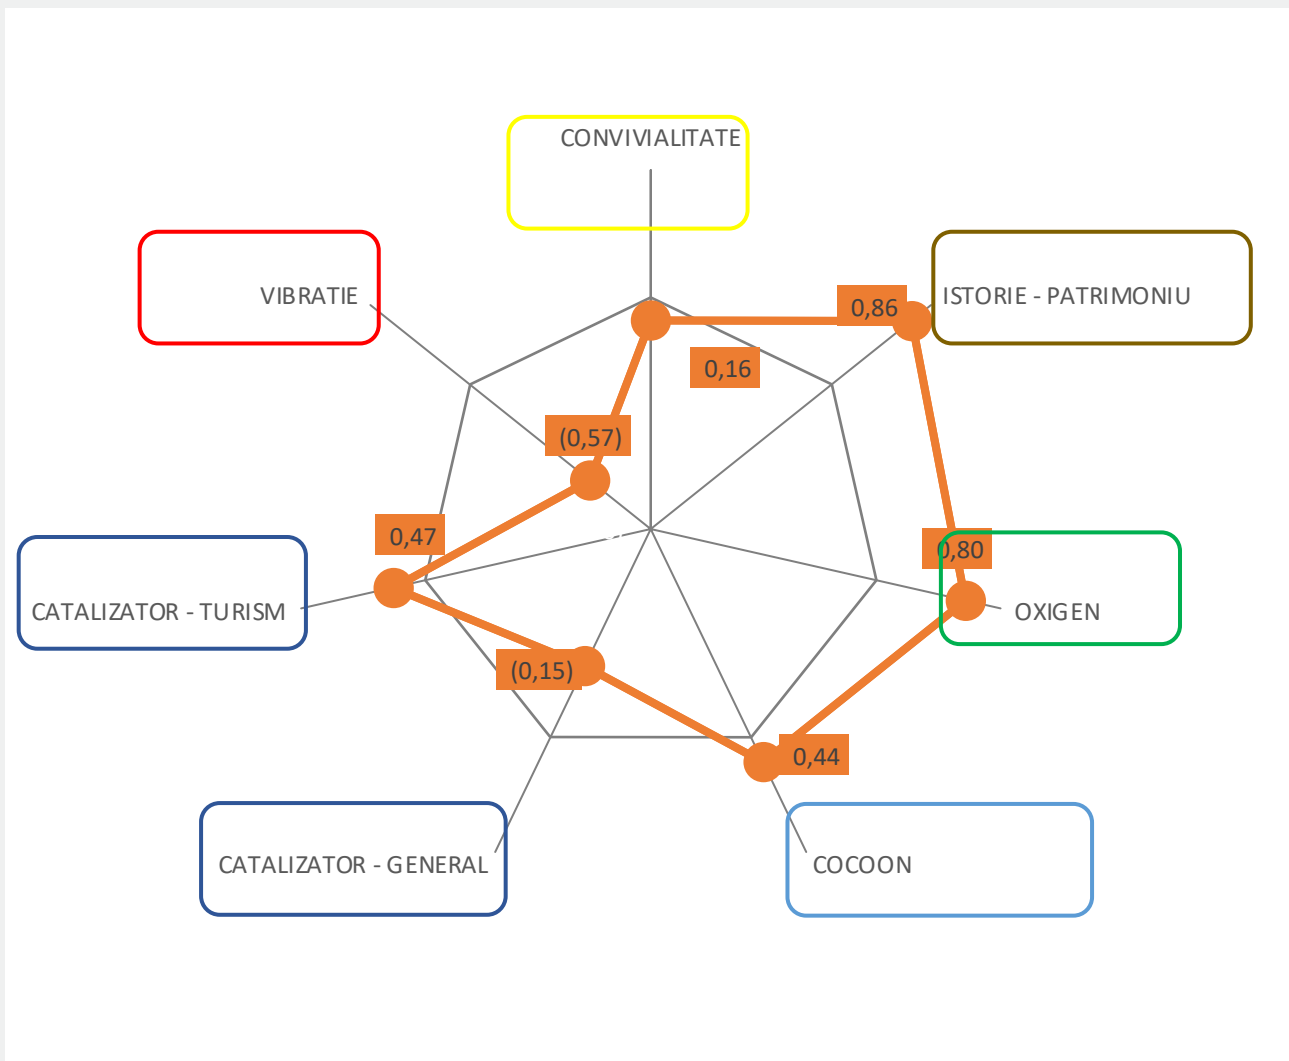 CONVIVIALITATE
VIBRATIE
ISTORIE - PATRIMONIU
0,86
0,16
(0,57)
0,47
0,80
CATALIZATOR - TURISM
OXIGEN
(0,15)
0,44
CATALIZATOR - GENERAL
COCOON